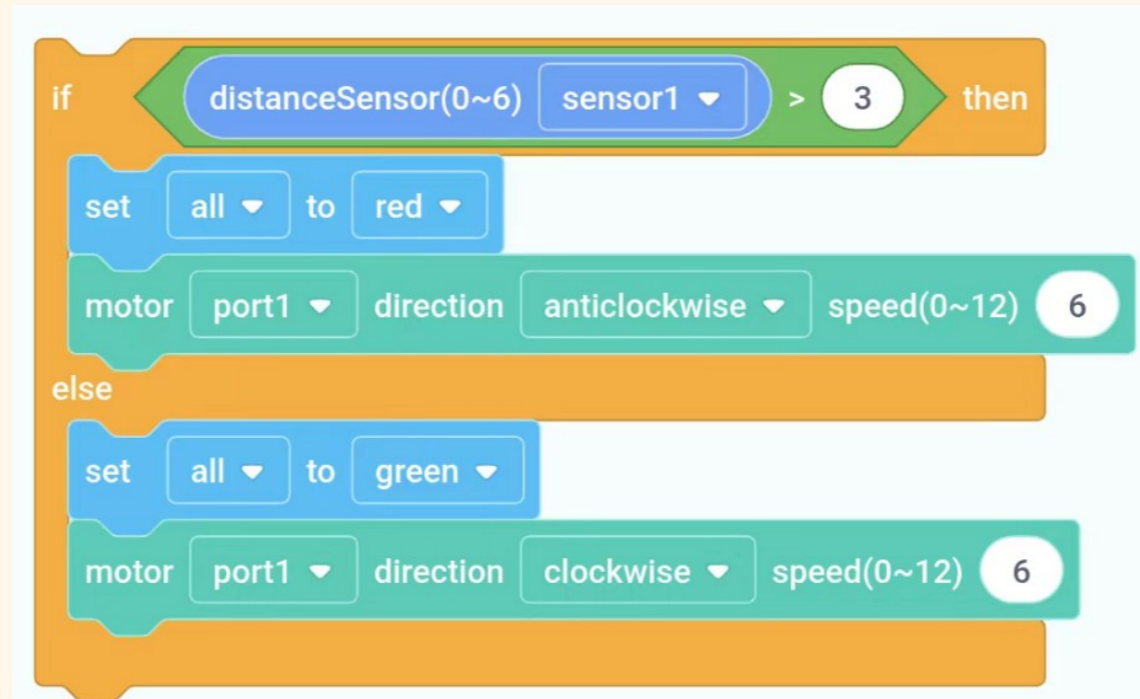 if distanceSensor(0~6) sensor1 > 3 then
set all to red
motor port1 direction anticlockwise speed(0~12) 6
else
set all to green
motor port1 direction clockwise speed(0~12) 6